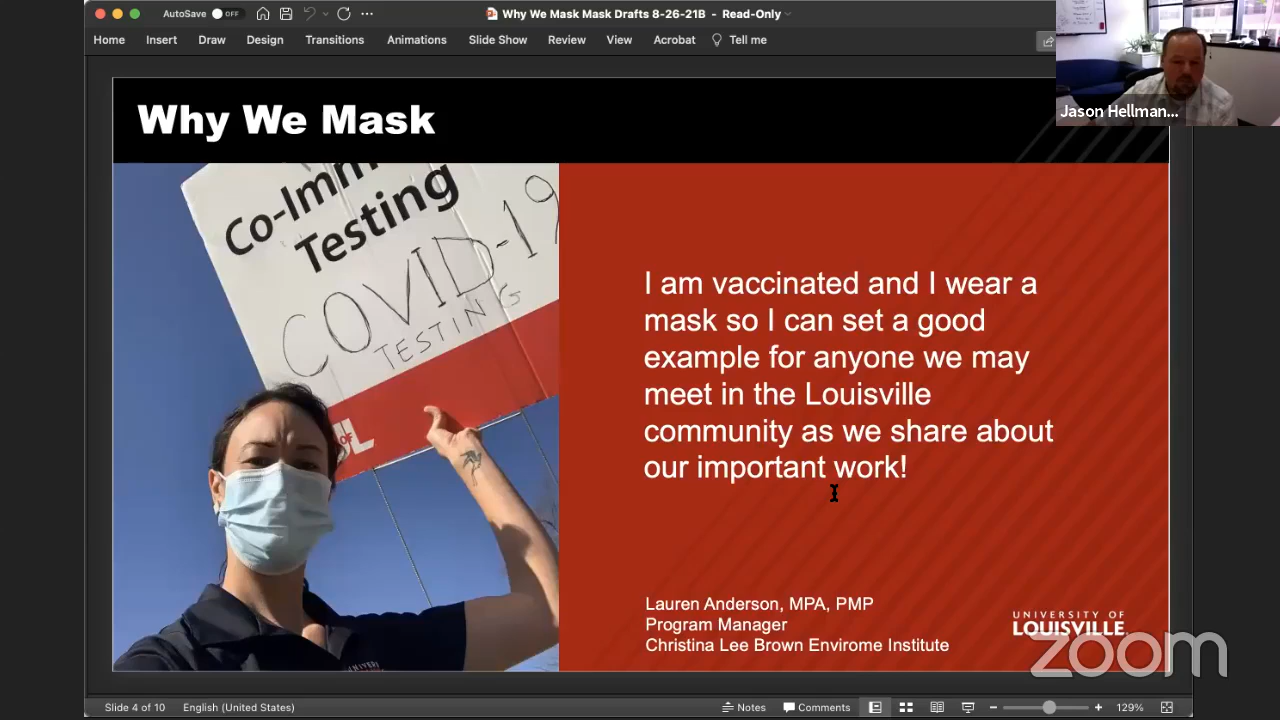 AutoSave OFF
Why We Mask Mask Drafts 8-26-21B - Read-Only
Home Insert Draw Design Transitions Animations Slide Show Review View Acrobat Tell me
Jason Hellman...
Why We Mask
Testing
COVID-19
TESTING
OF
I am vaccinated and I wear a
mask so I can set a good
example for anyone we may
meet in the Louisville
community as we share about
our important work!
Lauren Anderson, MPA, PMP
Program Manager
Christina Lee Brown Envirome Institute
UNIVERSITY OF
LOUISVILLE
zoom
Slide 4 of 10 English (United States) Notes Comments 129%